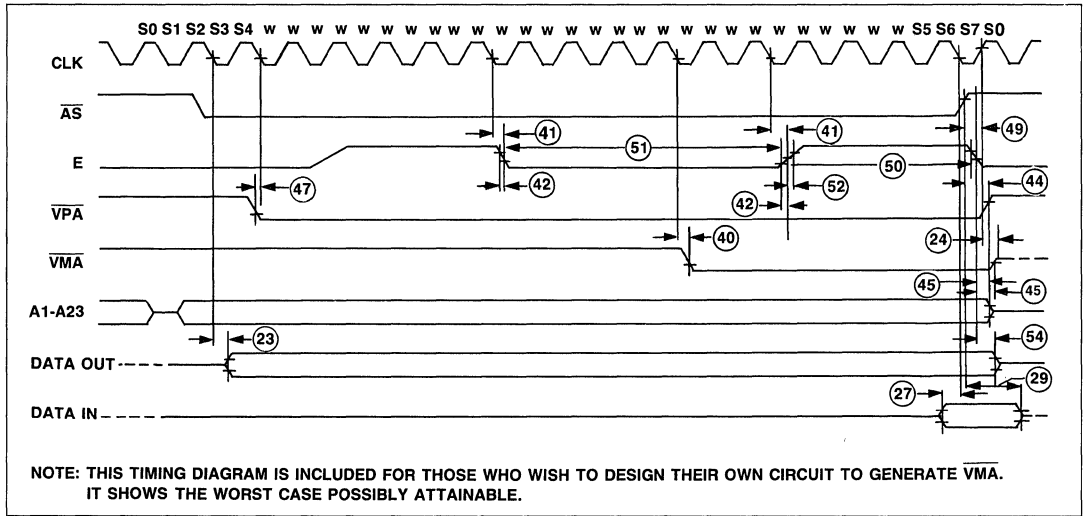 S0 S1 S2 S3 S4 w w w w w w w w w w w w w w w w w w w w w w w w w w w w S5 S6 S7 S0
CLK
AS
41
41
49
E
51
50
47
42
52
44
VPA
42
24
40
VMA
45
45
A1-A23
23
54
DATA OUT
29
27
DATA IN
NOTE: THIS TIMING DIAGRAM IS INCLUDED FOR THOSE WHO WISH TO DESIGN THEIR OWN CIRCUIT TO GENERATE VMA.
IT SHOWS THE WORST CASE POSSIBLY ATTAINABLE.